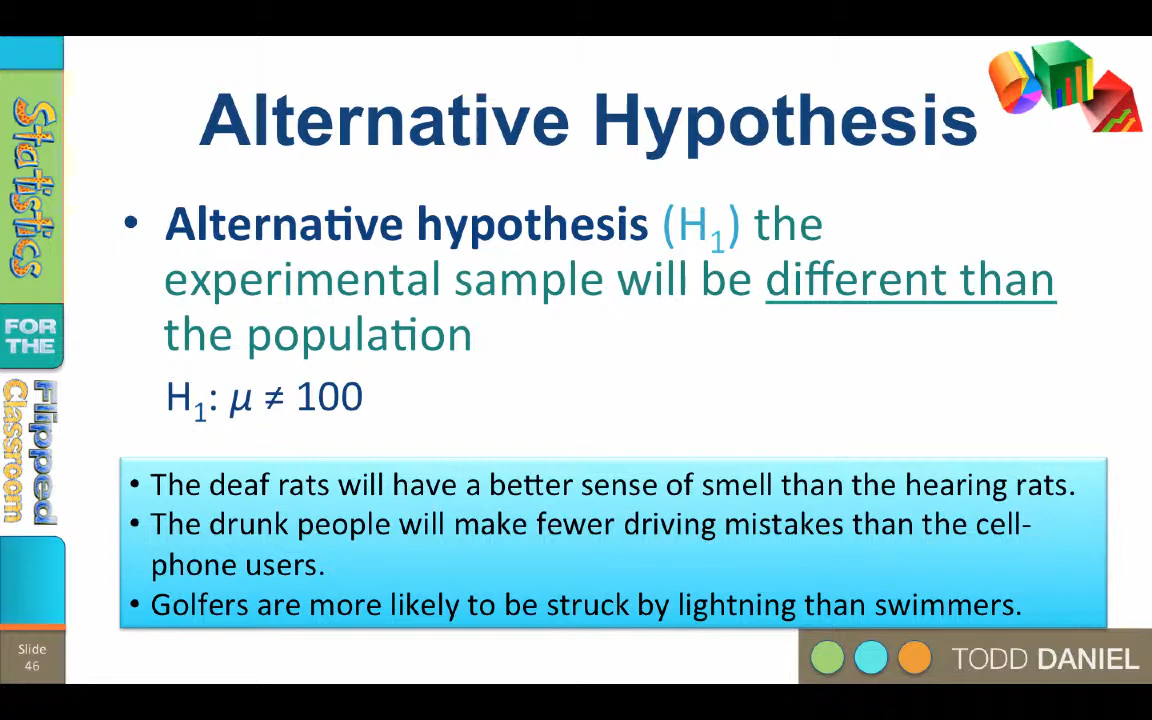 Statistics
FOR
THE
Flipped
Classroom
Slide
46
Alternative Hypothesis
• Alternative hypothesis (H₁) the
experimental sample will be different than
the population
H₁: μ ≠ 100
• The deaf rats will have a better sense of smell than the hearing rats.
• The drunk people will make fewer driving mistakes than the cell-
phone users.
• Golfers are more likely to be struck by lightning than swimmers.
TODD DANIEL